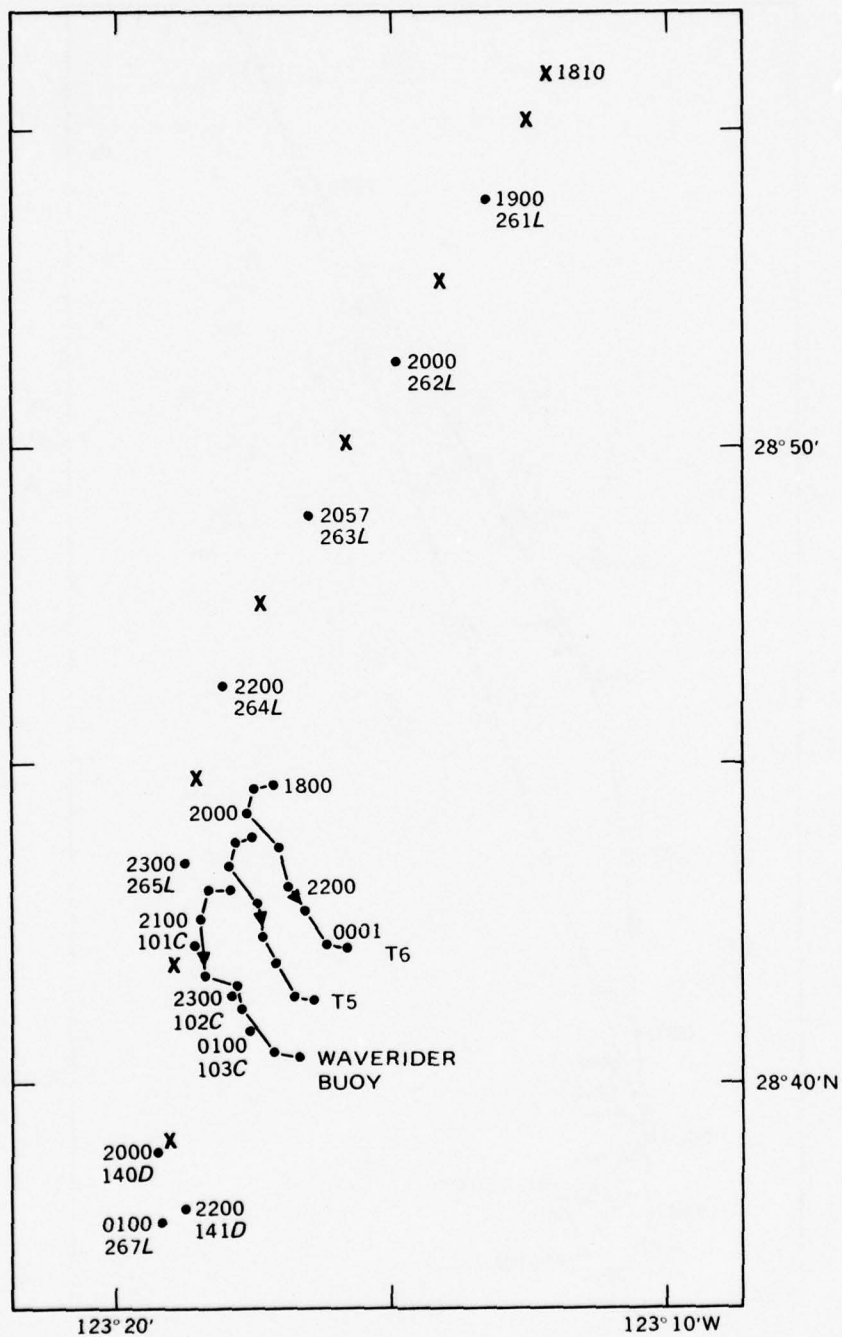 X 1810
X
1900
261L
X
2000
262L
X
28°50'
2057
263L
X
2200
264L
X
1800
2000
2300
265L
2200
2100
101C
0001
T6
X
2300
102C
T5
0100
103C
WAVERIDER
BUOY
28°40'N
X
2000
140D
2200
141D
0100
267L
123°20'
123°10'W